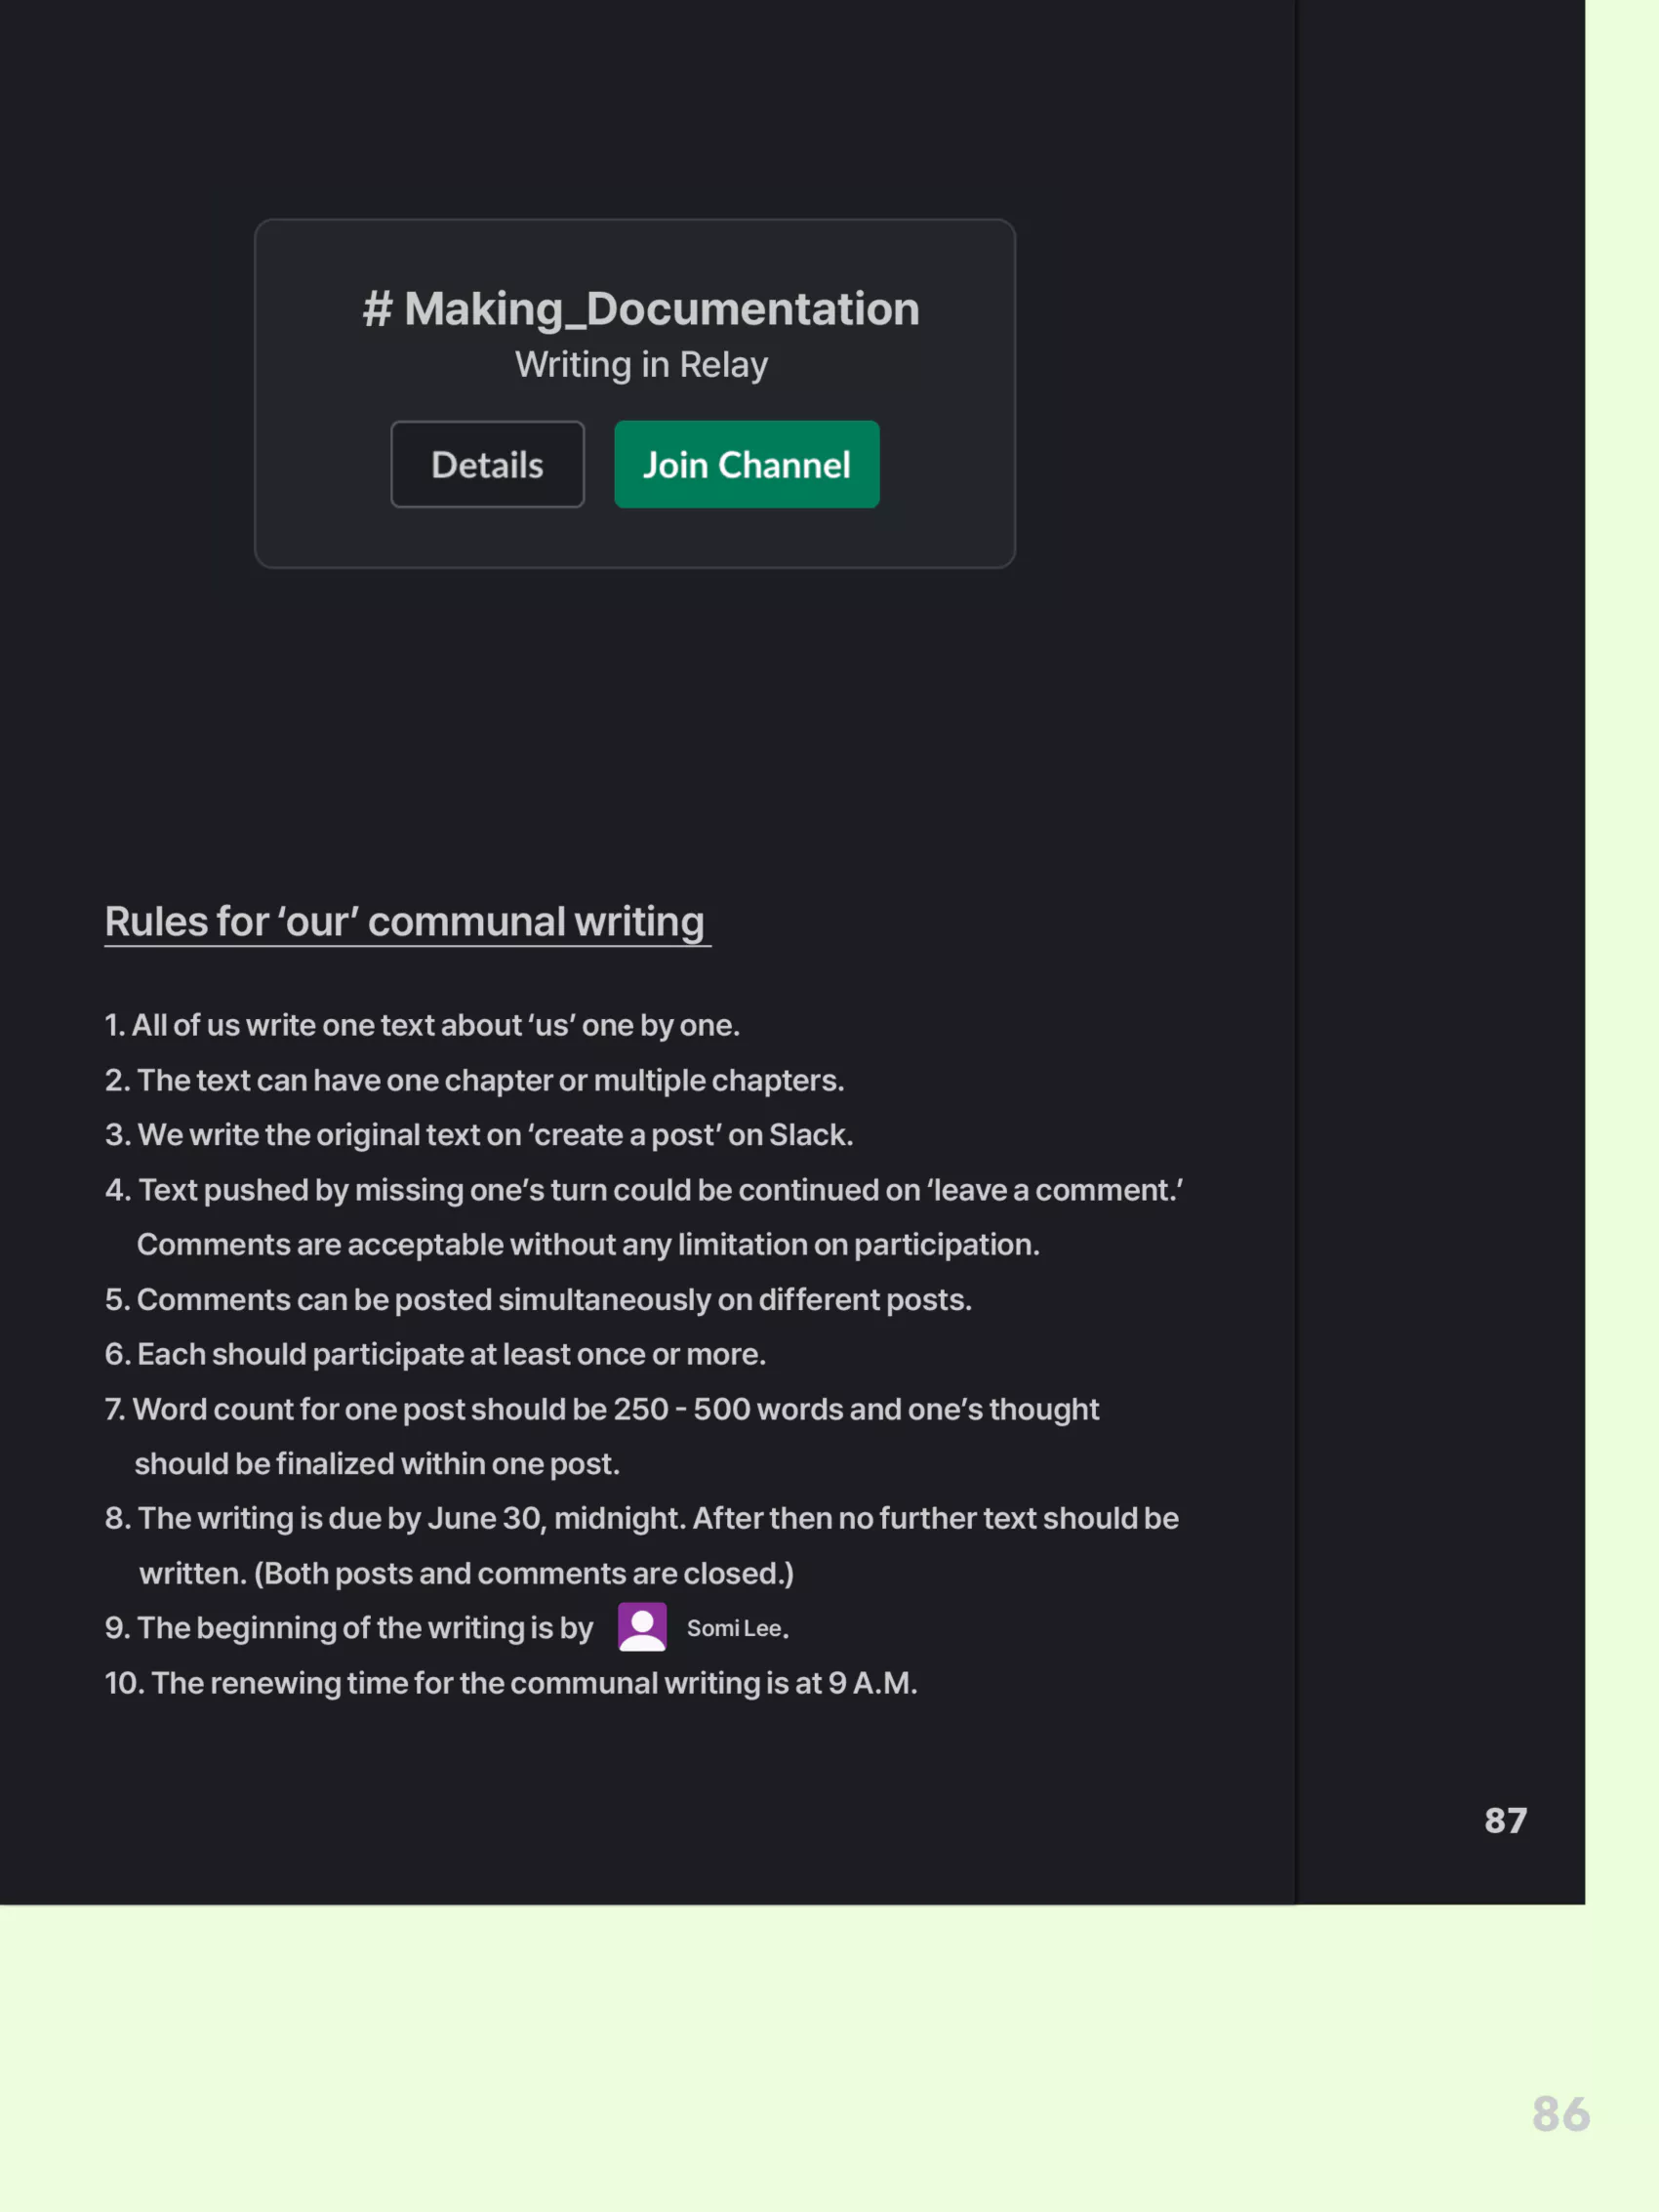 # Making_Documentation
Writing in Relay
Details
Join Channel
Rules for ‘our’ communal writing
1. All of us write one text about ‘us’ one by one.
2. The text can have one chapter or multiple chapters.
3. We write the original text on ‘create a post’ on Slack.
4. Text pushed by missing one’s turn could be continued on ‘leave a comment.’
Comments are acceptable without any limitation on participation.
5. Comments can be posted simultaneously on different posts.
6. Each should participate at least once or more.
7. Word count for one post should be 250 - 500 words and one’s thought
should be finalized within one post.
8. The writing is due by June 30, midnight. After then no further text should be
written. (Both posts and comments are closed.)
9. The beginning of the writing is by Somi Lee.
10. The renewing time for the communal writing is at 9 A.M.
87
86